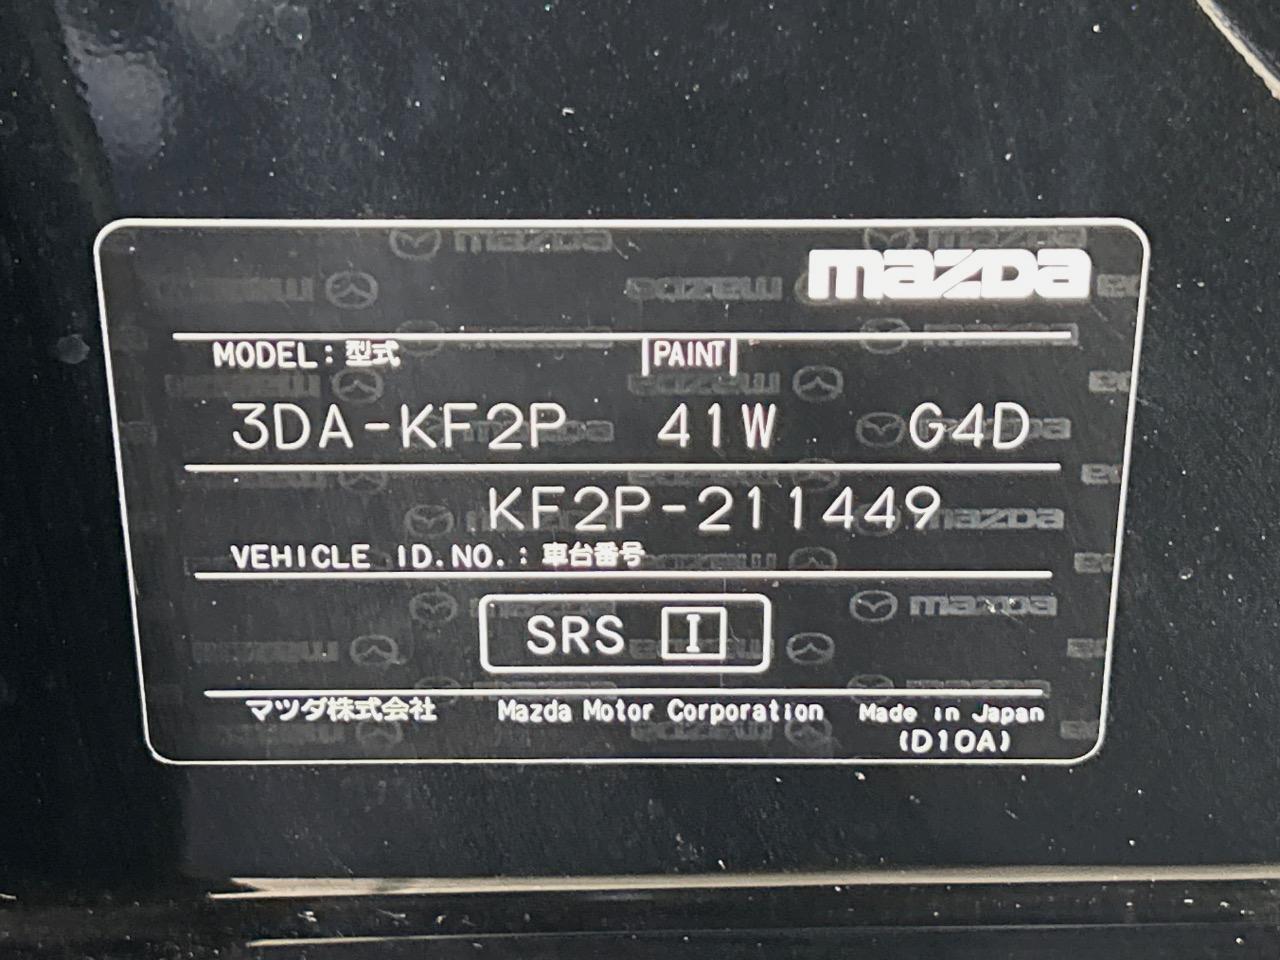 mazda
MODEL: 型式 PAINT
3DA-KF2P 41W G4D
KF2P-211449
VEHICLE ID.NO.: 車台番号
SRS I
マツダ株式会社 Mazda Motor Corporation Made in Japan
(D10A)